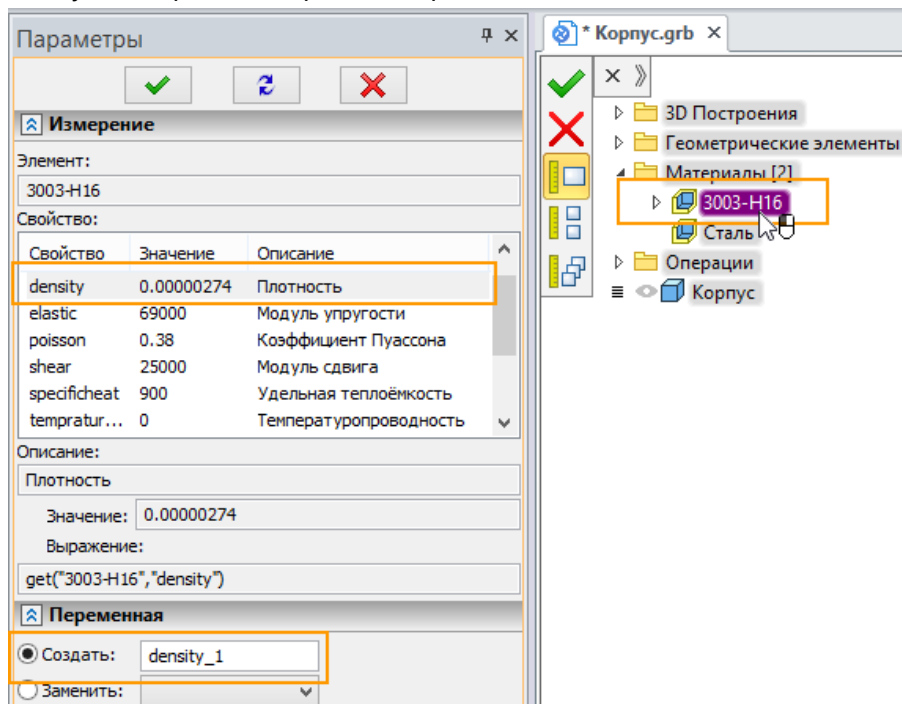 Параметры
Измерение
Элемент:
3003-H16
Свойство:
Свойство Значение Описание
density 0.00000274 Плотность
elastic 69000 Модуль упругости
poisson 0.38 Коэффициент Пуассона
shear 25000 Модуль сдвига
specificheat 900 Удельная теплоёмкость
tempratur... 0 Температуропроводность
Описание:
Плотность
Значение: 0.00000274
Выражение:
get("3003-H16","density")
Переменная
Создать: density_1
Заменить:
* Корпус.grb
3D Построения
Геометрические элементы
Материалы [2]
3003-H16
Сталь
Операции
Корпус